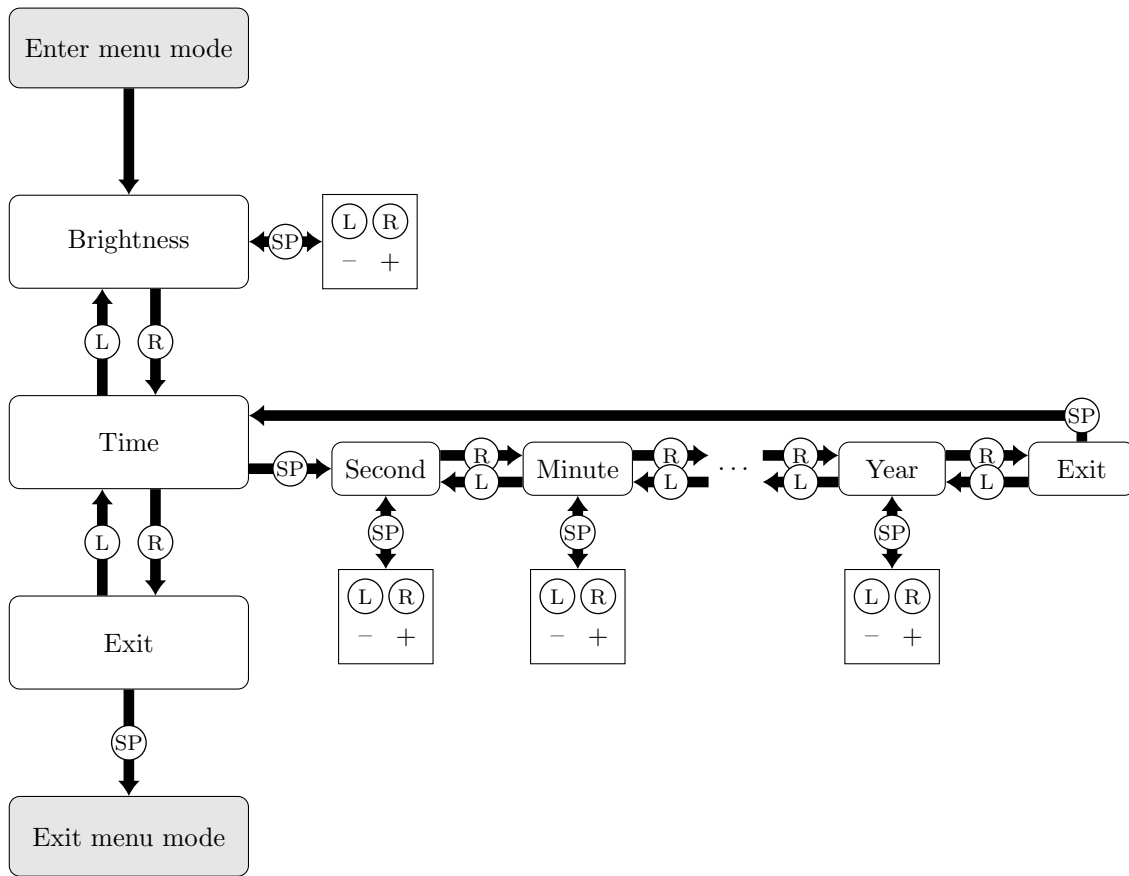 Enter menu mode
Brightness
SP
L R
– +
L R
Time
SP
SP
Second
R
L
Minute
R
L
...
R
L
Year
R
L
Exit
L R
SP
SP
SP
L R
– +
L R
– +
L R
– +
Exit
SP
Exit menu mode